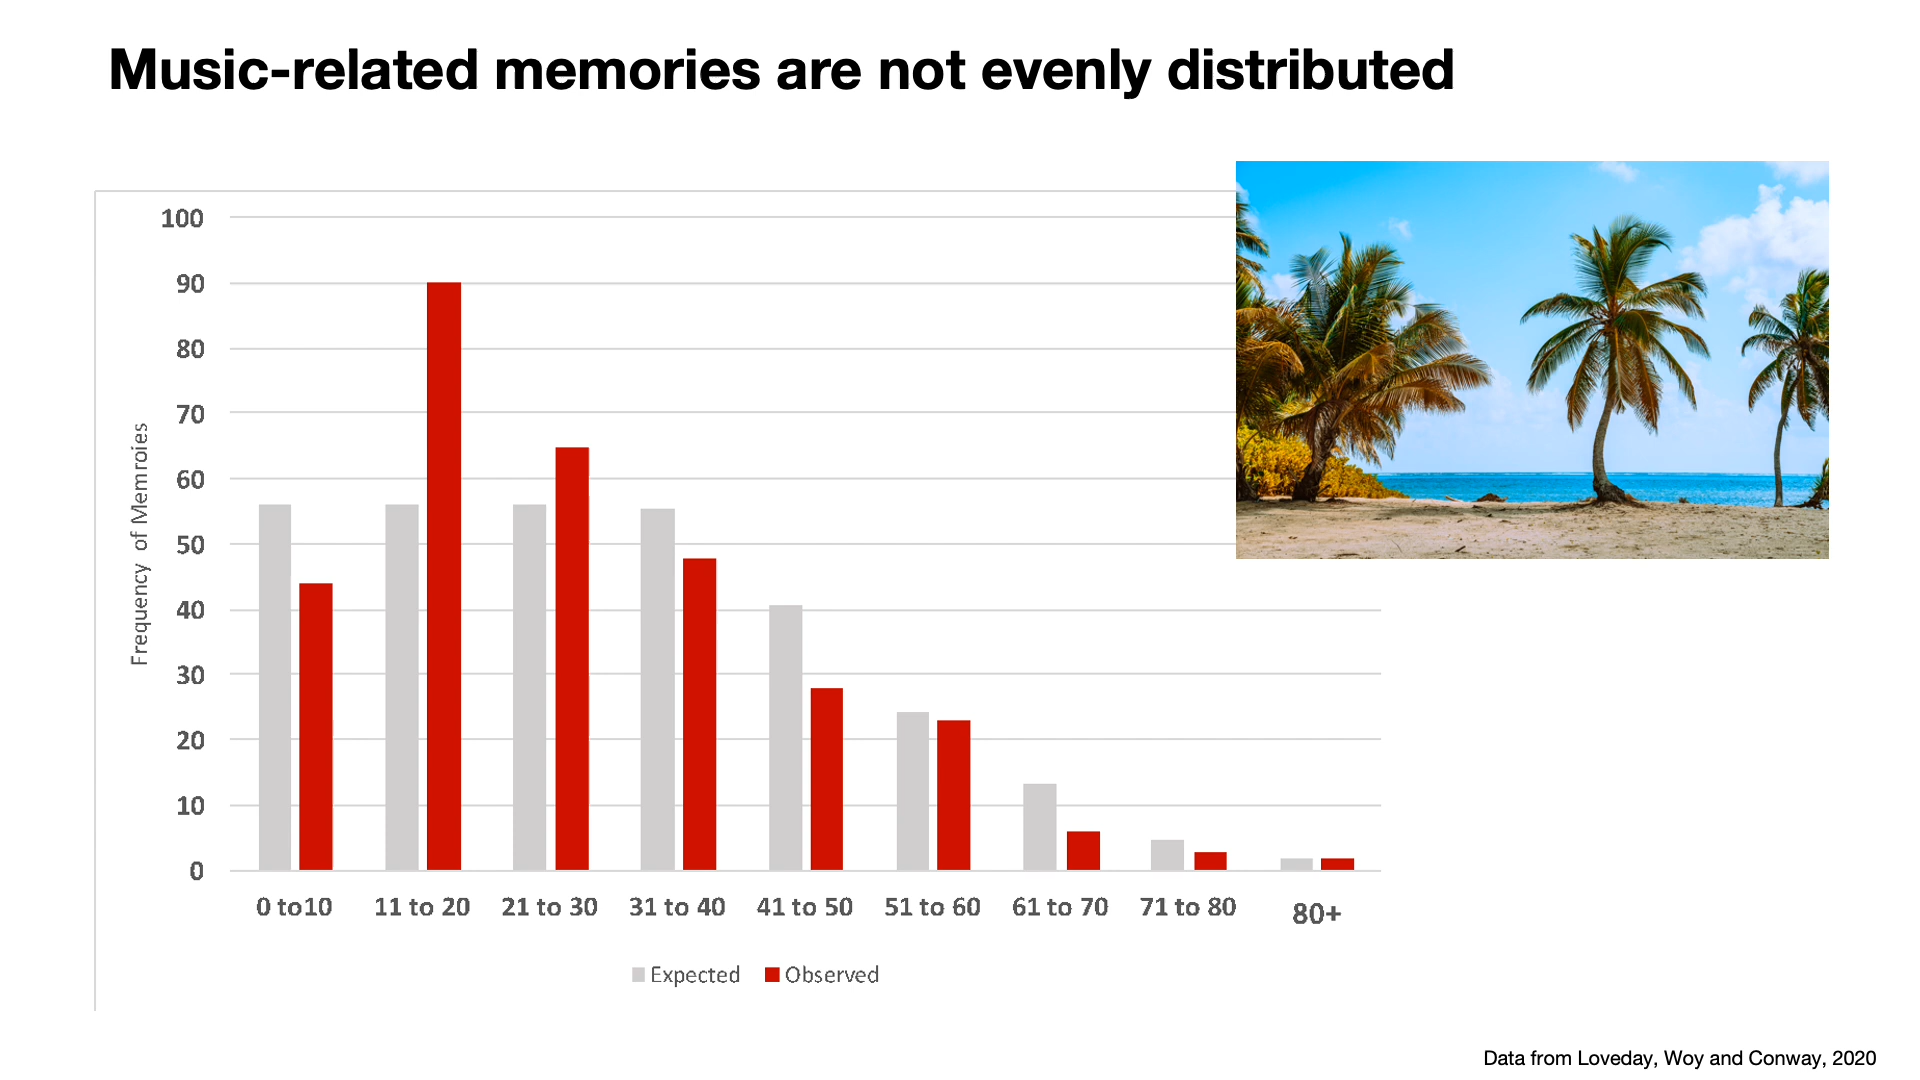 Music-related memories are not evenly distributed
100
90
80
70
60
50
40
30
20
10
0
Frequency of Memroies
0 to10 11 to 20 21 to 30 31 to 40 41 to 50 51 to 60 61 to 70 71 to 80 80+
Expected Observed
Data from Loveday, Woy and Conway, 2020